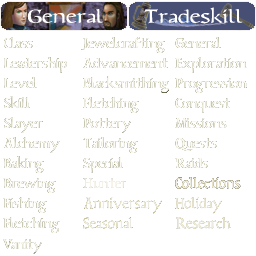 General Tradeskill
Class Jewelcrafting General
Leadership Advancement Exploration
Level Blacksmithing Progression
Skill Fletching Conquest
Slayer Pottery Missions
Alchemy Tailoring Quests
Baking Special Raids
Brewing Hunter Collections
Fishing Anniversary Holiday
Fletching Seasonal Research
Vanity